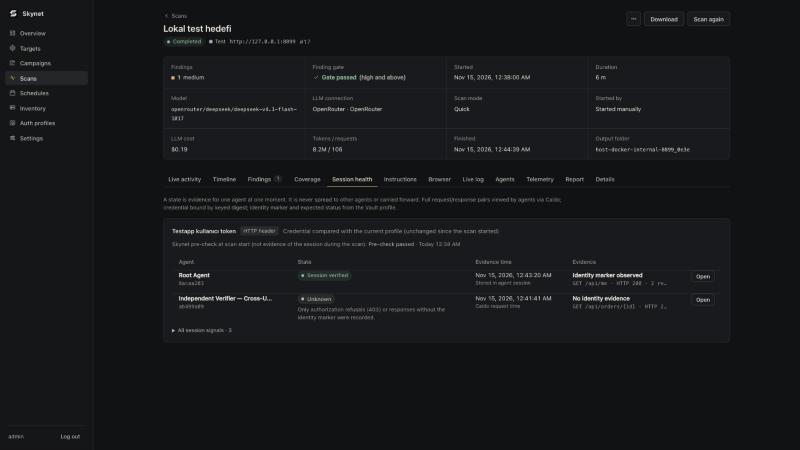 Skynet
Overview
Targets
Campaigns
Scans
Schedules
Inventory
Auth profiles
Settings
admin
Log out
Scans
Lokal test hedefi
Completed
Test http://127.0.0.1:8899 #17
Download
Scan again
Findings
1 medium
Finding gate
Gate passed (high and above)
Started
Nov 15, 2026, 12:38:00 AM
Duration
6 m
Model
openrouter/deepseek/deepseek-v4.1-flash-
1017
LLM connection
OpenRouter · OpenRouter
Scan mode
Quick
Started by
Started manually
LLM cost
$0.19
Tokens / requests
8.2M / 106
Finished
Nov 15, 2026, 12:44:39 AM
Output folder
host-docker-internal-8899_0e3e
Live activity
Timeline
Findings 1
Coverage
Session health
Instructions
Browser
Live log
Agents
Telemetry
Report
Details
A state is evidence for one agent at one moment. It is never spread to other agents or carried forward. Full request/response pairs viewed by agents via Caido;
credential bound by keyed digest; identity marker and expected status from the Vault profile.
Testapp kullanıcı token HTTP header Credential compared with the current profile (unchanged since the scan started)
Skynet pre-check at scan start (not evidence of the session during the scan): Pre-check passed · Today 12:38 AM
Agent
State
Evidence time
Evidence
Root Agent
Session verified
Nov 15, 2026, 12:43:20 AM
Stored in agent session
Identity marker observed
GET /api/me · HTTP 200 · 2 re…
Open
Independent Verifier — Cross-U…
ab499a09
Unknown
Only authorization refusals (403) or responses without the
identity marker were recorded.
Nov 15, 2026, 12:41:41 AM
Caido request time
No identity evidence
GET /api/orders/{id} · HTTP 2…
Open
All session signals · 3